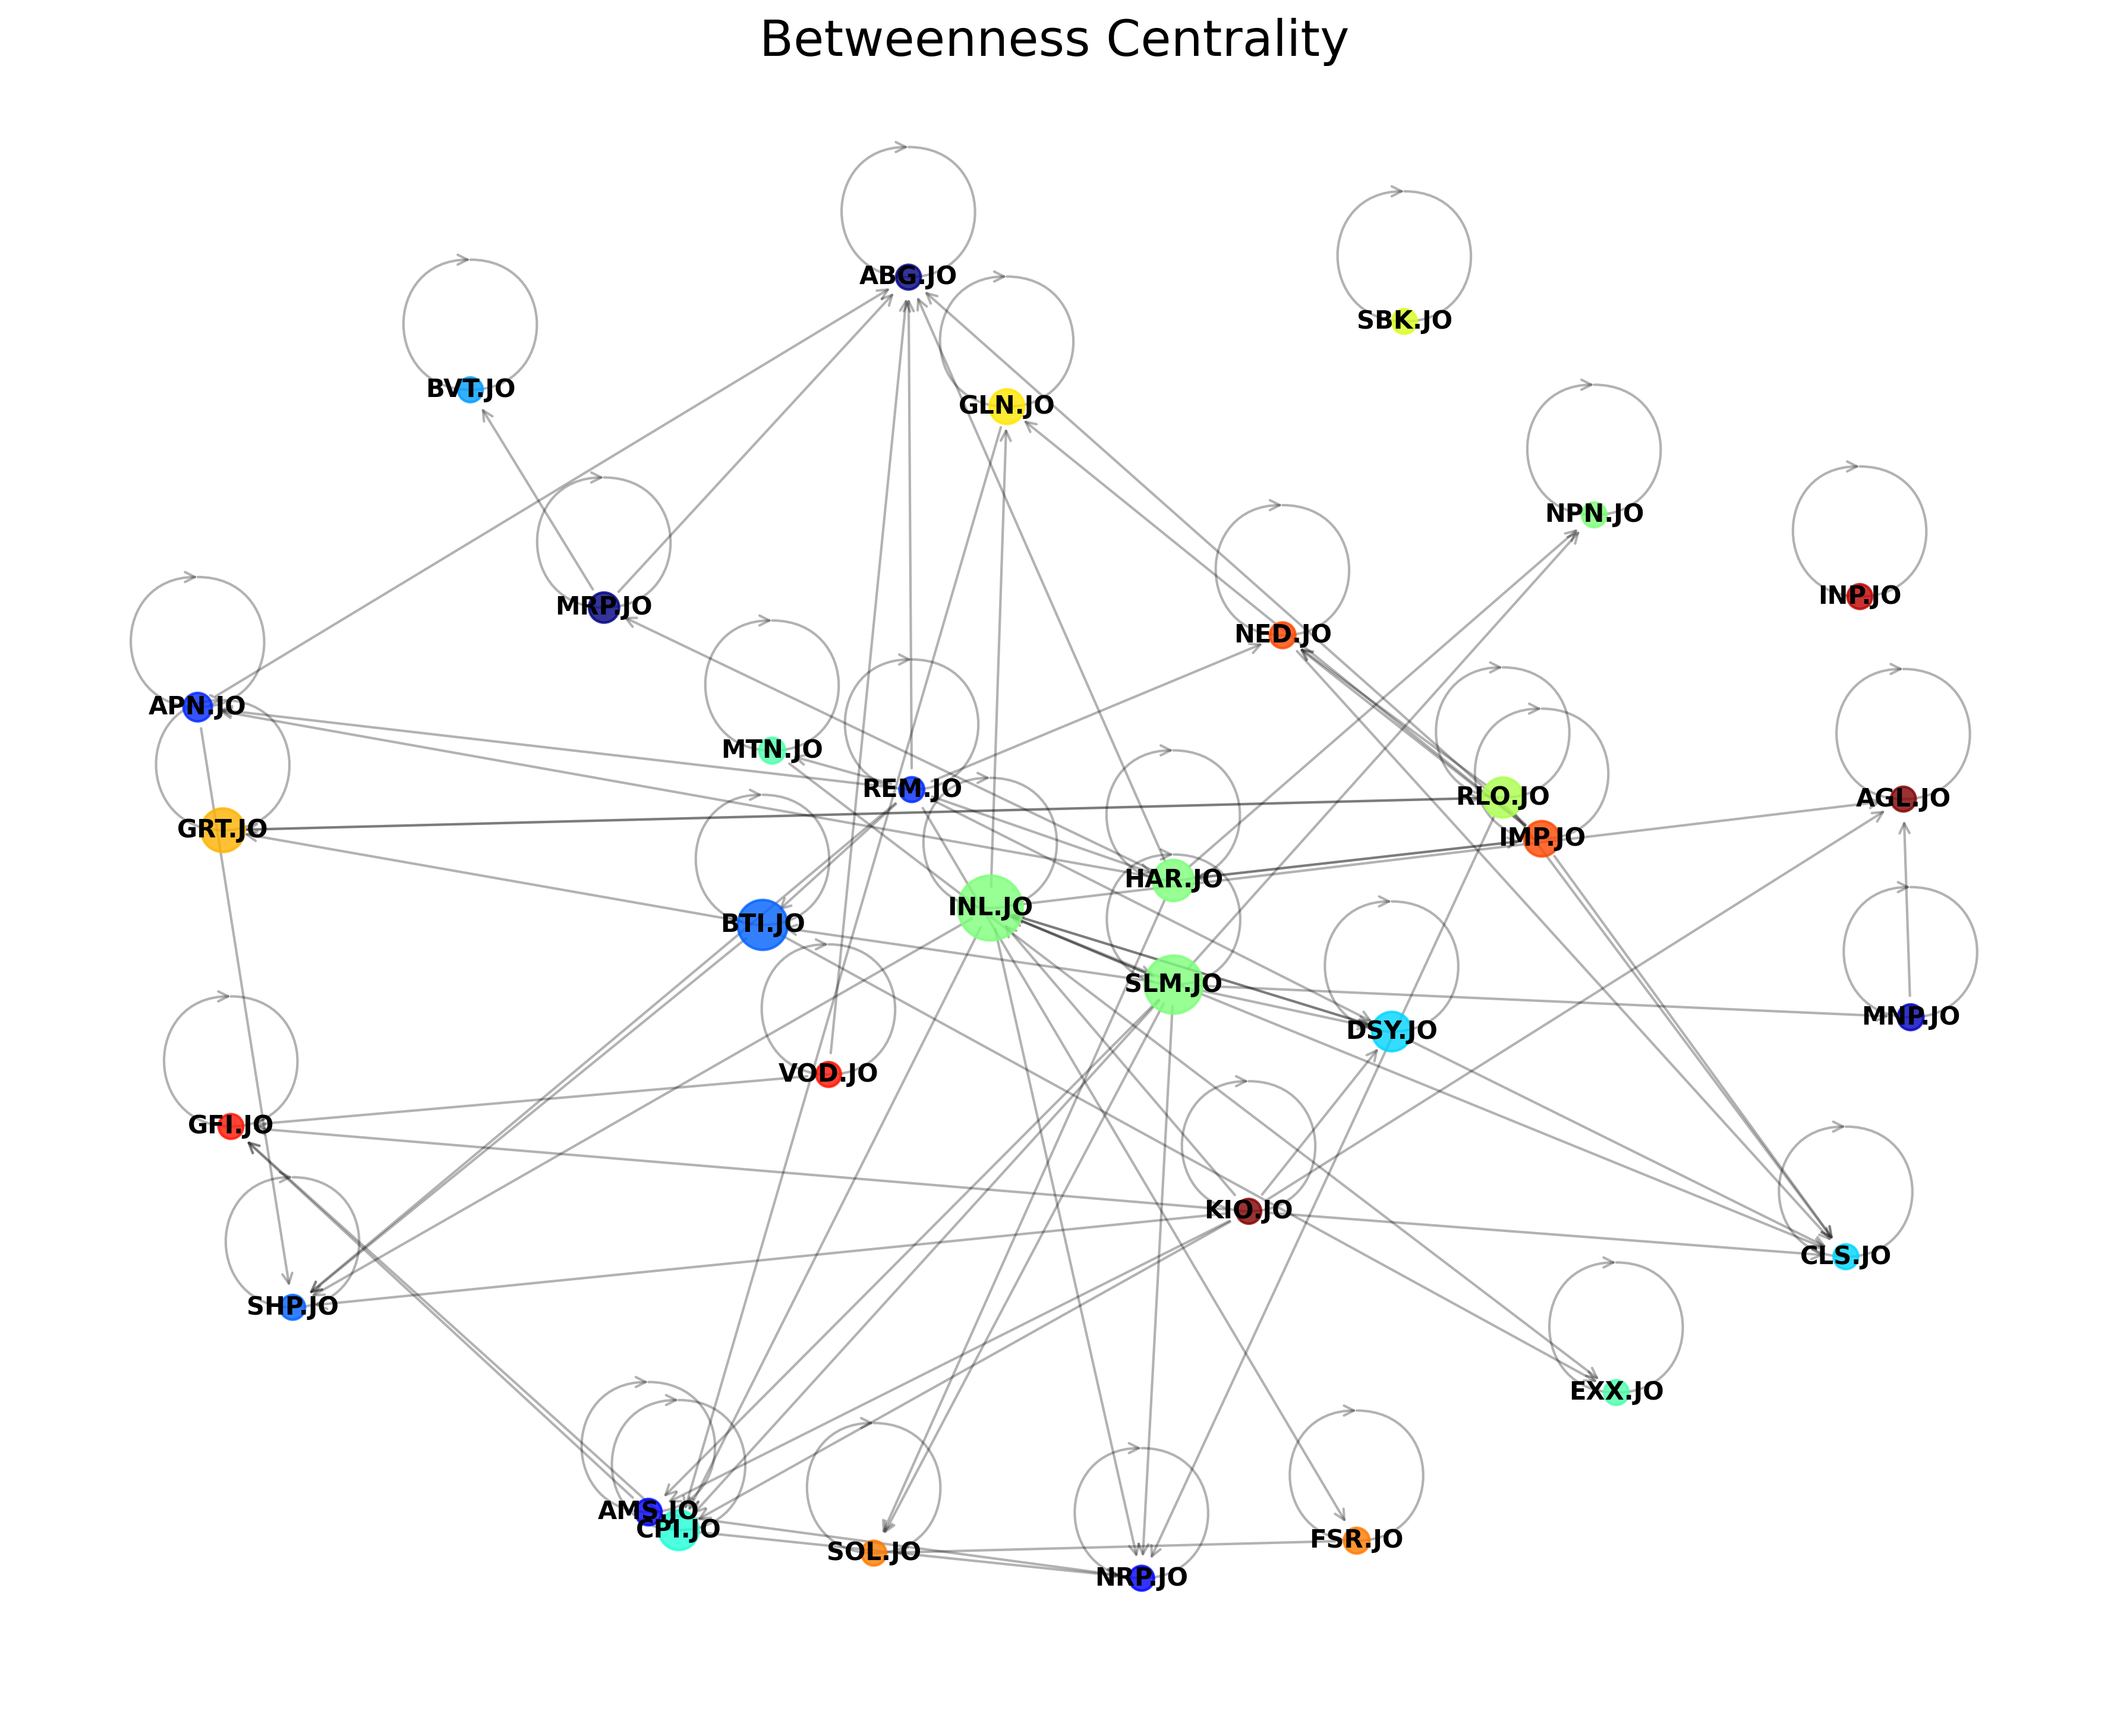 Betweenness Centrality
ABG.JO
SBK.JO
BVT.JO
GLN.JO
NPN.JO
INP.JO
MRP.JO
NED.JO
APN.JO
MTN.JO
REM.JO
RLO.JO
AGL.JO
GRT.JO
IMP.JO
HAR.JO
INL.JO
BTI.JO
SLM.JO
MNP.JO
DSY.JO
VOD.JO
GFI.JO
KIO.JO
CLS.JO
SHP.JO
EXX.JO
AMS.JO
CPI.JO
FSR.JO
SOL.JO
NRP.JO